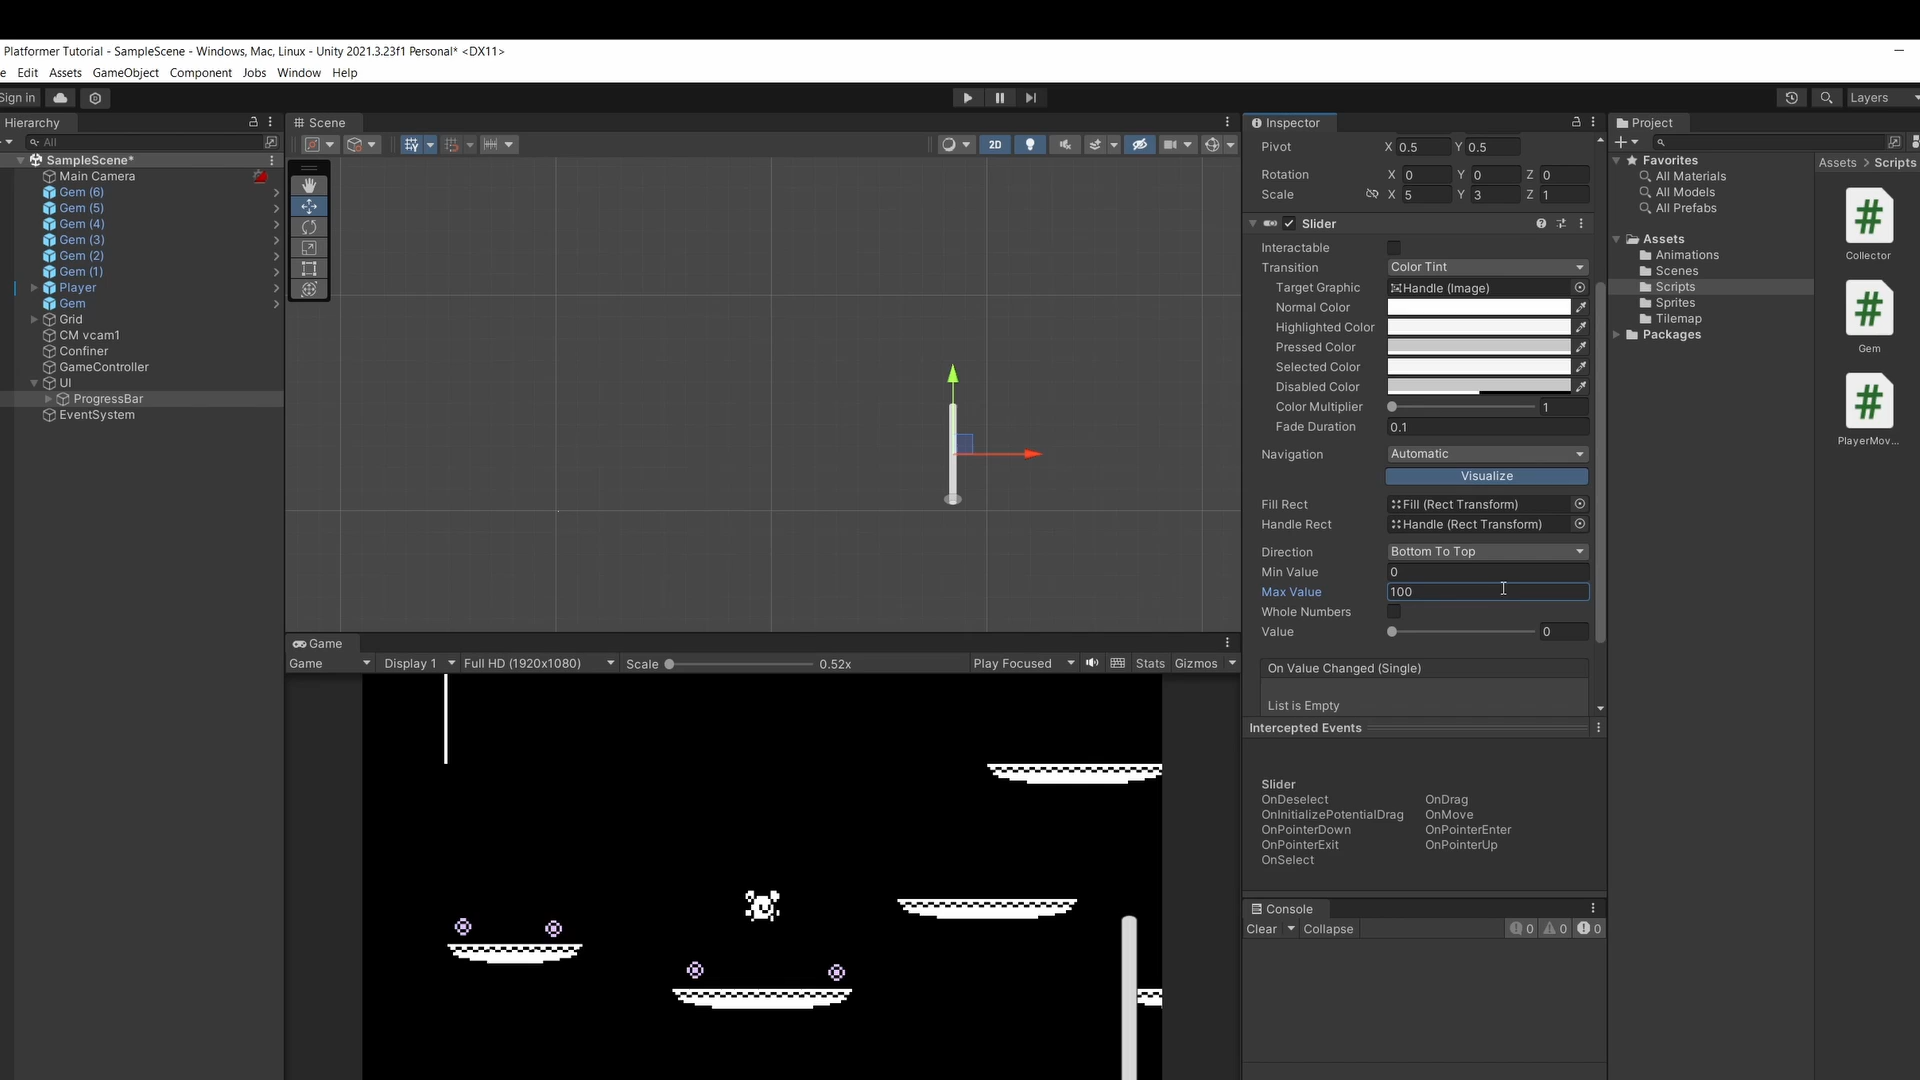 Platformer Tutorial - SampleScene - Windows, Mac, Linux - Unity 2021.3.23f1 Personal* <DX11>
e Edit Assets GameObject Component Jobs Window Help
Sign in
Layers
Hierarchy
All
SampleScene*
Main Camera
Gem (6)
Gem (5)
Gem (4)
Gem (3)
Gem (2)
Gem (1)
Player
Gem
Grid
CM vcam1
Confiner
GameController
UI
ProgressBar
EventSystem
Scene
2D
Game
Game Display 1 Full HD (1920x1080) Scale 0.52x Play Focused Stats Gizmos
Inspector
Pivot X 0.5 Y 0.5
Rotation X 0 Y 0 Z 0
Scale X 5 Y 3 Z 1
Slider
Interactable
Transition Color Tint
Target Graphic Handle (Image)
Normal Color
Highlighted Color
Pressed Color
Selected Color
Disabled Color
Color Multiplier 1
Fade Duration 0.1
Navigation Automatic
Visualize
Fill Rect Fill (Rect Transform)
Handle Rect Handle (Rect Transform)
Direction Bottom To Top
Min Value 0
Max Value 100
Whole Numbers
Value 0
On Value Changed (Single)
List is Empty
Intercepted Events
Slider
OnDeselect OnDrag
OnInitializePotentialDrag OnMove
OnPointerDown OnPointerEnter
OnPointerExit OnPointerUp
OnSelect
Console
Clear Collapse 0 0 0
Project
Favorites
All Materials
All Models
All Prefabs
Assets
Animations
Scenes
Scripts
Sprites
Tilemap
Packages
Assets > Scripts
Collector
Gem
PlayerMov...